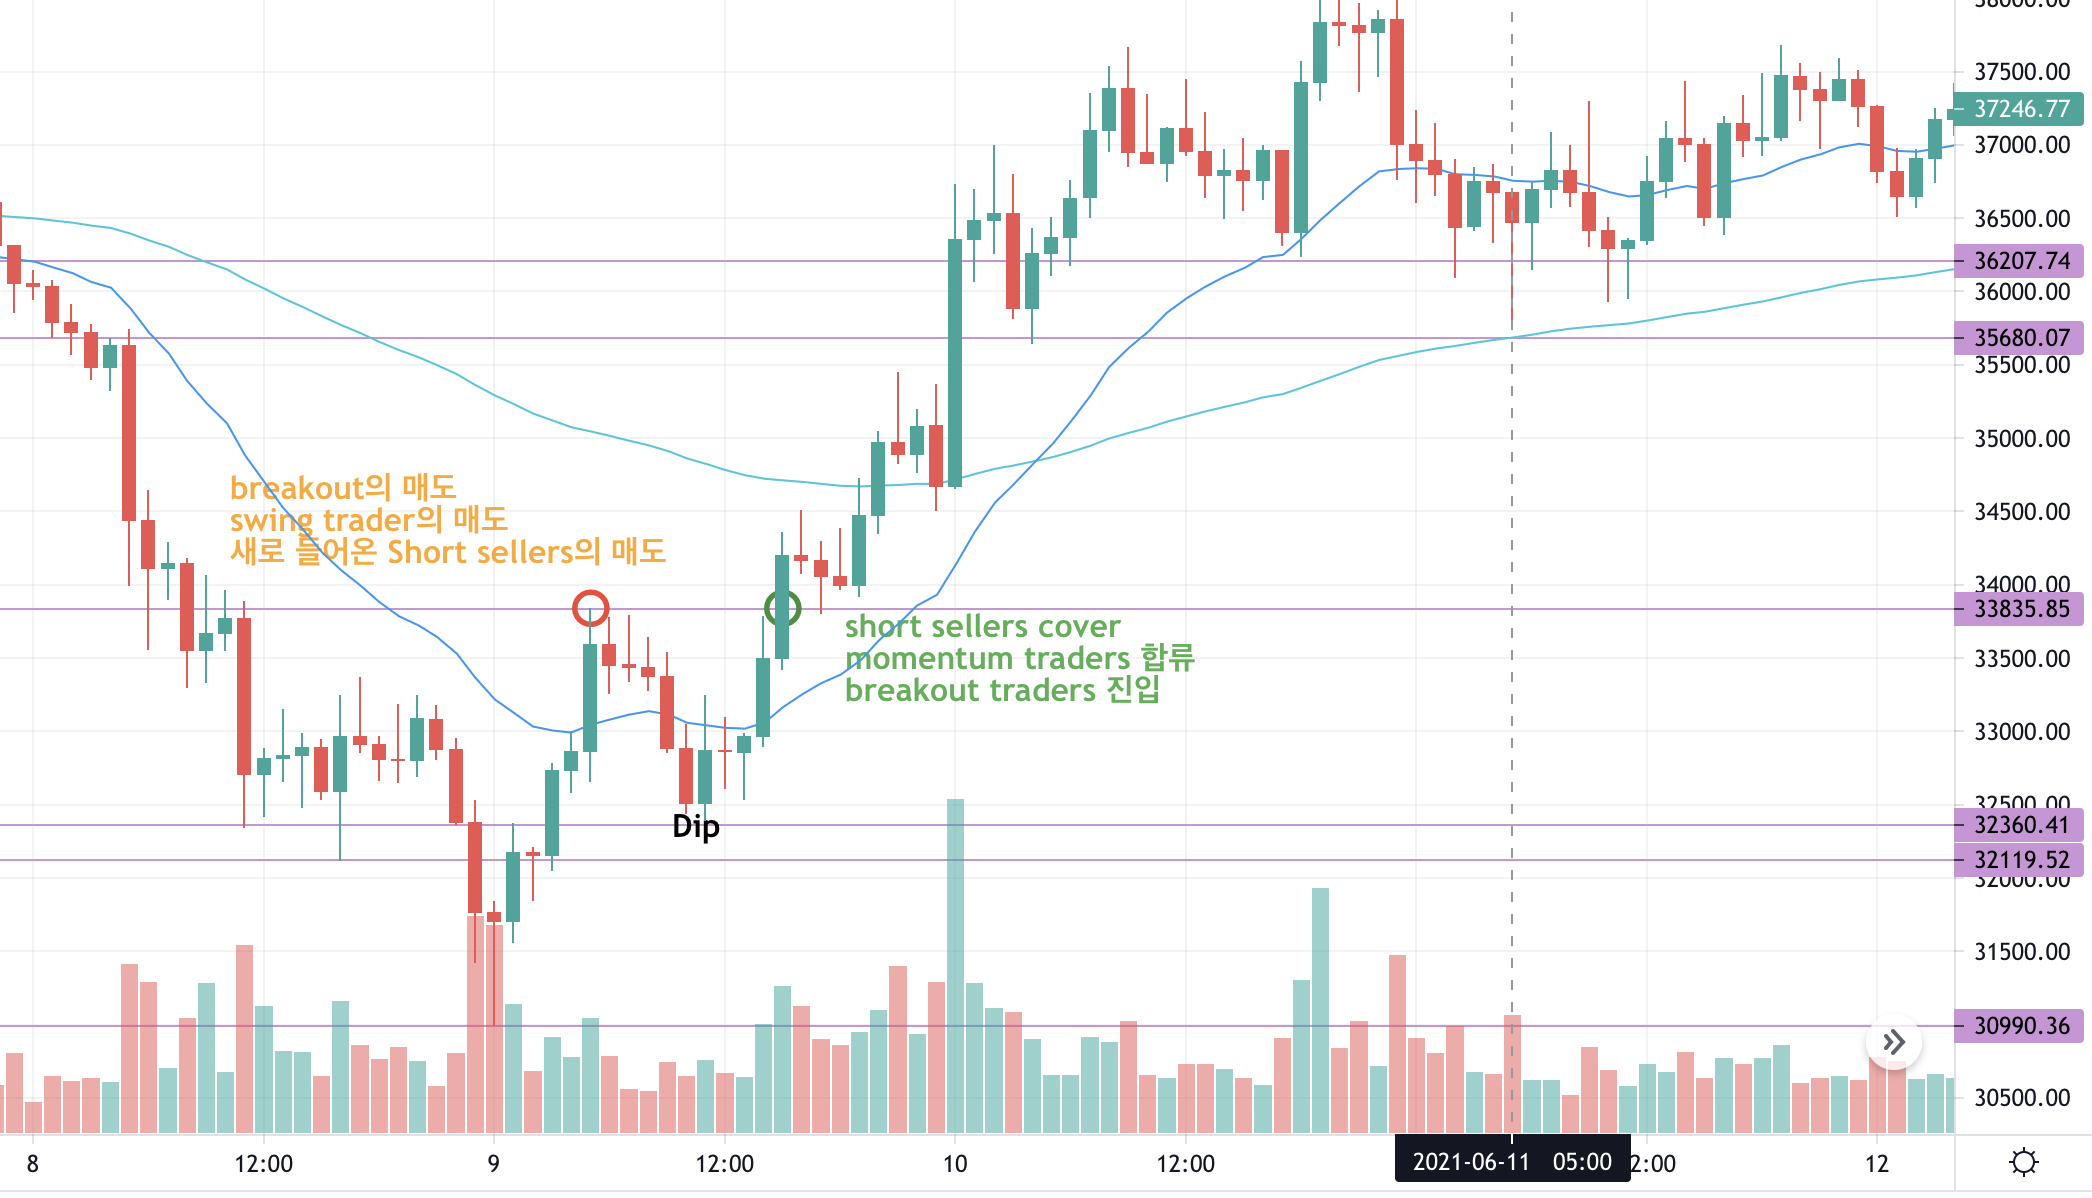 38000.00
37500.00
37246.77
37000.00
36500.00
36207.74
36000.00
35680.07
35500.00
35000.00
breakout의 매도
swing trader의 매도
새로 들어온 Short sellers의 매도
34500.00
34000.00
33835.85
short sellers cover
momentum traders 합류
breakout traders 진입
33500.00
33000.00
Dip
32500.00
32360.41
32119.52
32000.00
31500.00
30990.36
30500.00
8 12:00 9 12:00 10 12:00 2021-06-11 05:00 2:00 12